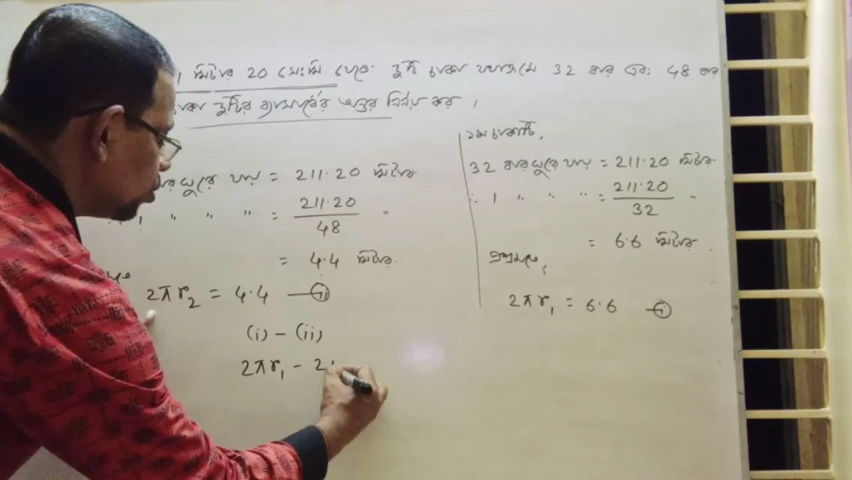 1 মিটার 20 সেঃমি যেতে দুটি চাকা যথাক্রমে 32 বার এবং 48 বার
চাকা দুটির ব্যাসার্ধের অন্তর নির্ণয় কর ।
বার ঘুরে যায় = 211.20 মিটার
1 " " " = 211.20/48 "
= 4.4 মিটার.
2πr₂ = 4.4 — (ii)
(i) – (ii)
2πr₁ – 2
১ম চাকাটি,
32 বার ঘুরে যায় = 211.20 মিটার
∴ 1 " " " = 211.20/32 "
= 6.6 মিটার
প্রশ্নমতে,
2πr₁ = 6.6 — (i)